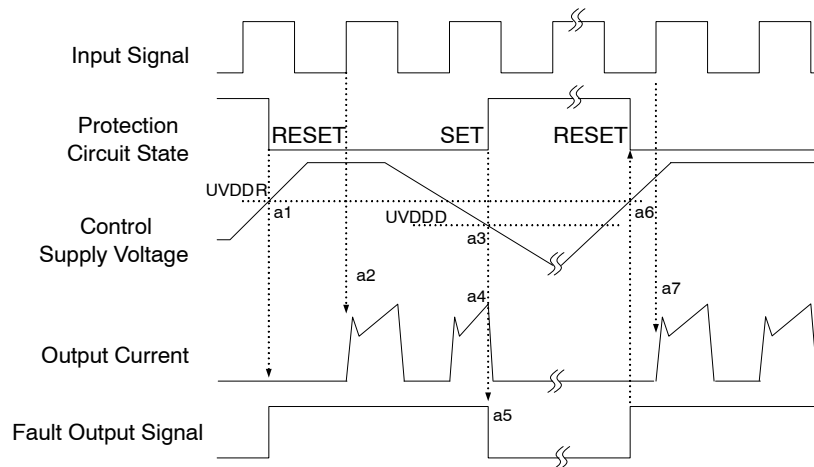 Input Signal
Protection
Circuit State
RESET
SET
RESET
UVDDR
a1
UVDDD
a6
Control
Supply Voltage
a3
a2
a4
a7
Output Current
a5
Fault Output Signal